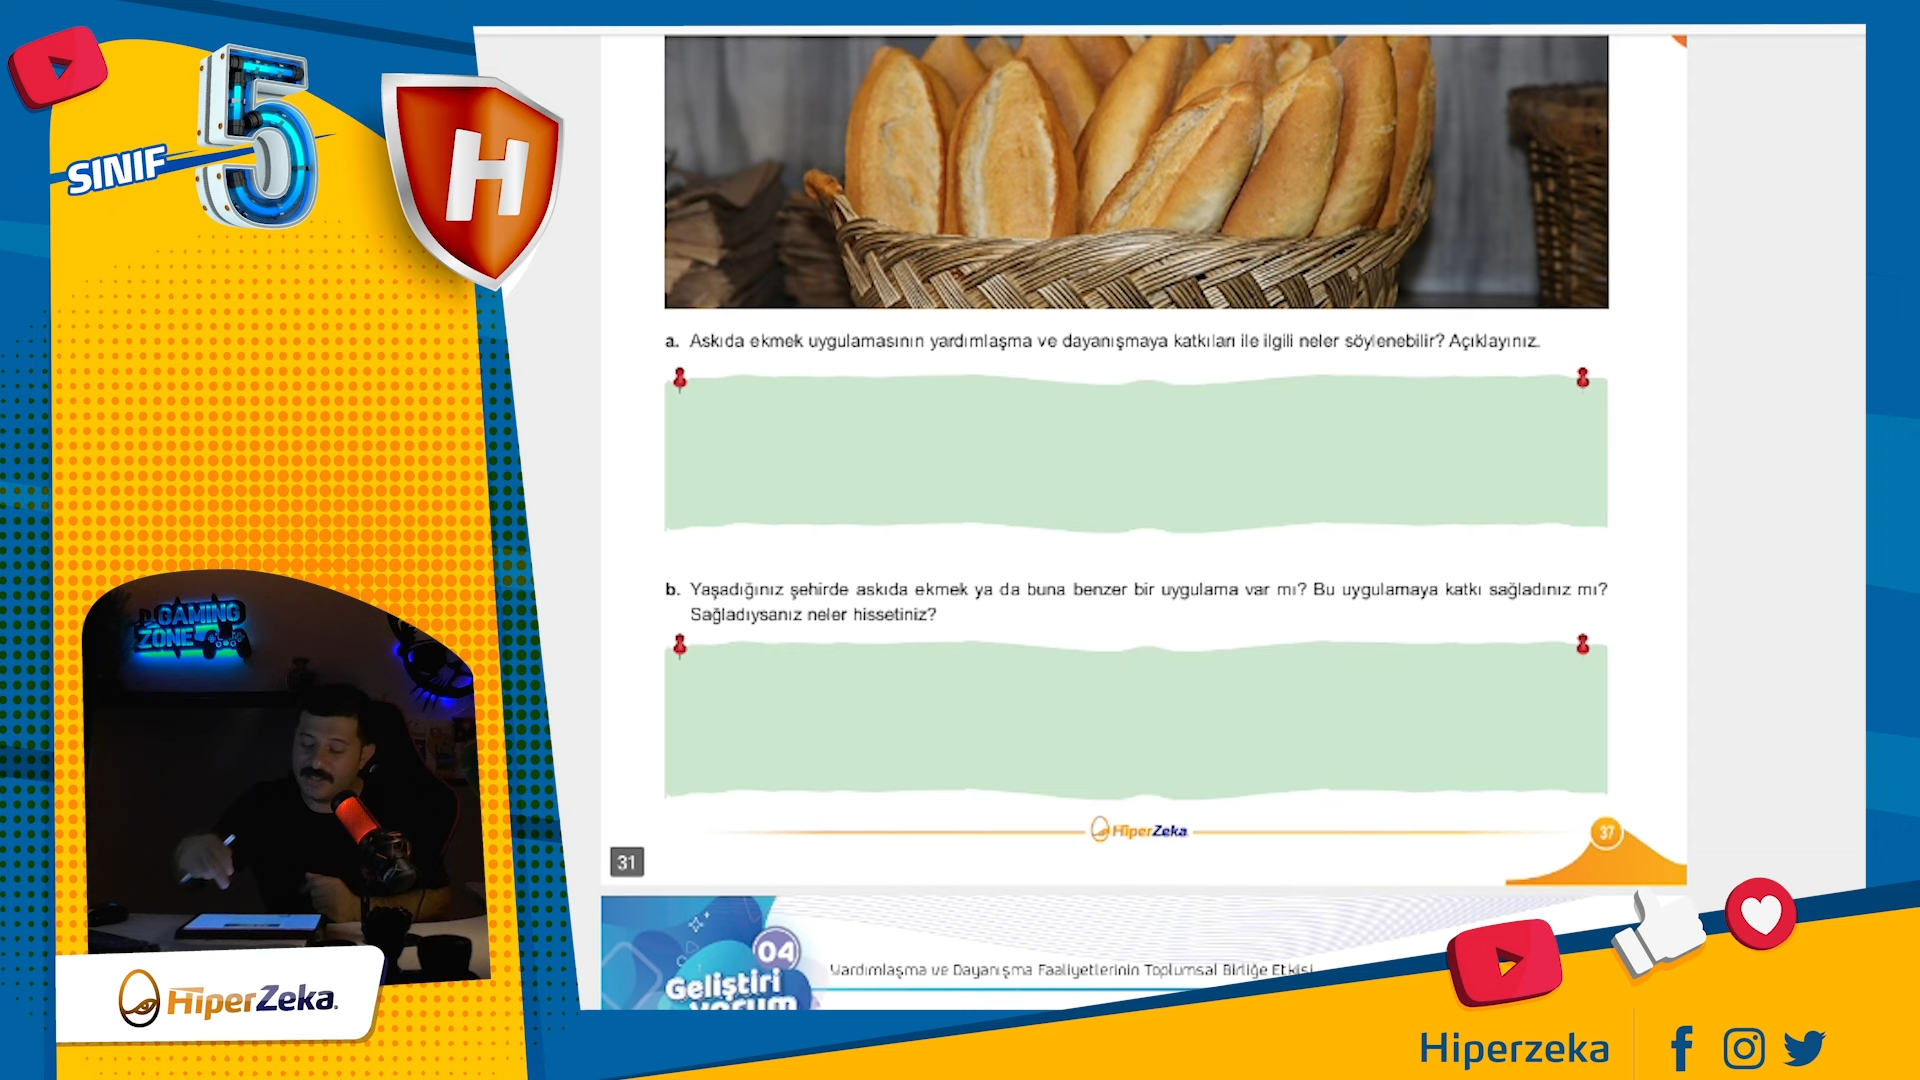 SINIF
5
H
a. Askıda ekmek uygulamasının yardımlaşma ve dayanışmaya katkıları ile ilgili neler söylenebilir? Açıklayınız.
b. Yaşadığınız şehirde askıda ekmek ya da buna benzer bir uygulama var mı? Bu uygulamaya katkı sağladınız mı?
Sağladıysanız neler hissetiniz?
HiperZeka
37
31
04
Geliştiri
yorum
Yardımlaşma ve Dayanışma Faaliyetlerinin Toplumsal Birliğe Etkisi
GAMING
ZONE
HiperZeka.
Hiperzeka